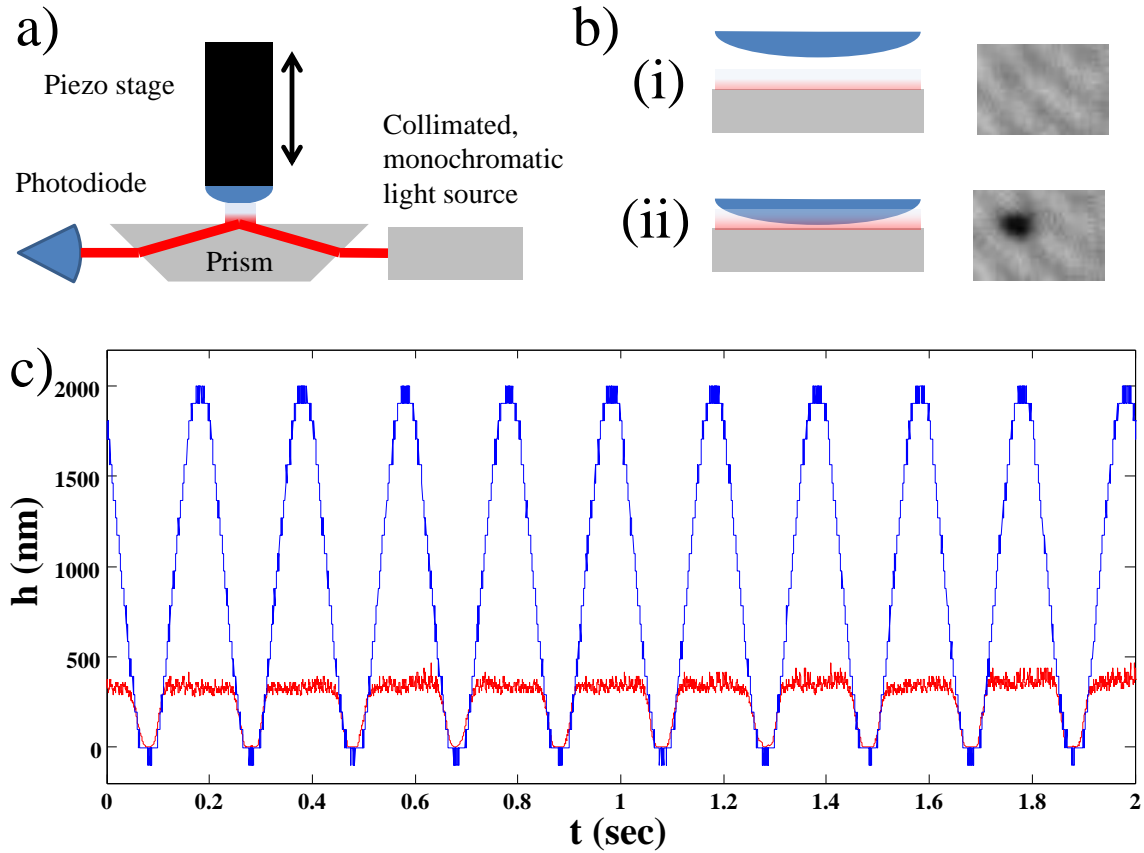 a)
Piezo stage
Photodiode
Collimated,
monochromatic
light source
Prism
b)
(i)
(ii)
c)
h (nm)
2000
1500
1000
500
0
0
0.2
0.4
0.6
0.8
1
1.2
1.4
1.6
1.8
2
t (sec)